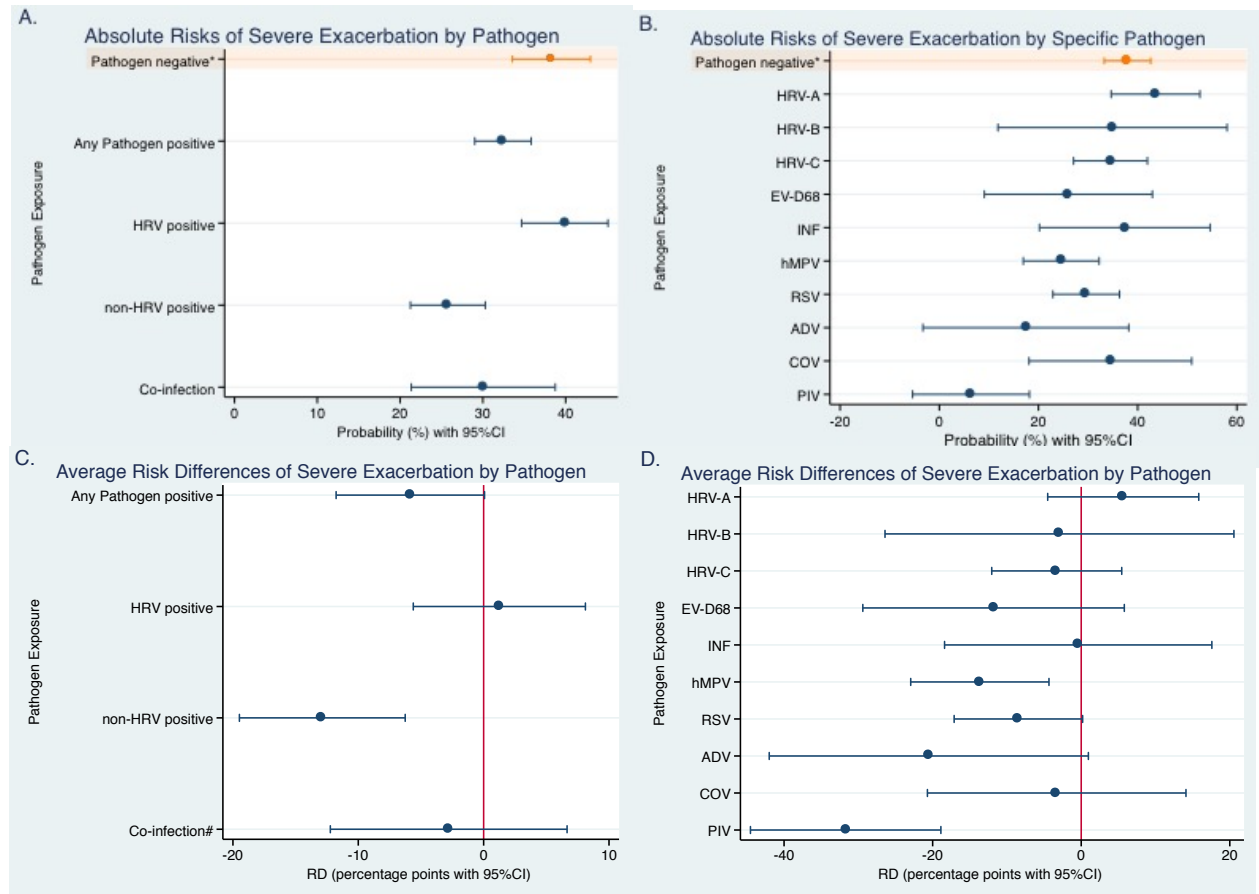 A.
Absolute Risks of Severe Exacerbation by Pathogen
Pathogen Exposure
Pathogen negative*
Any Pathogen positive
HRV positive
non-HRV positive
Co-infection
0 10 20 30 40
Probability (%) with 95%CI
B.
Absolute Risks of Severe Exacerbation by Specific Pathogen
Pathogen Exposure
Pathogen negative*
HRV-A
HRV-B
HRV-C
EV-D68
INF
hMPV
RSV
ADV
COV
PIV
-20 0 20 40 60
Probability (%) with 95%CI
C.
Average Risk Differences of Severe Exacerbation by Pathogen
Pathogen Exposure
Any Pathogen positive
HRV positive
non-HRV positive
Co-infection#
-20 -10 0 10
RD (percentage points with 95%CI)
D.
Average Risk Differences of Severe Exacerbation by Pathogen
Pathogen Exposure
HRV-A
HRV-B
HRV-C
EV-D68
INF
hMPV
RSV
ADV
COV
PIV
-40 -20 0 20
RD (percentage points with 95%CI)